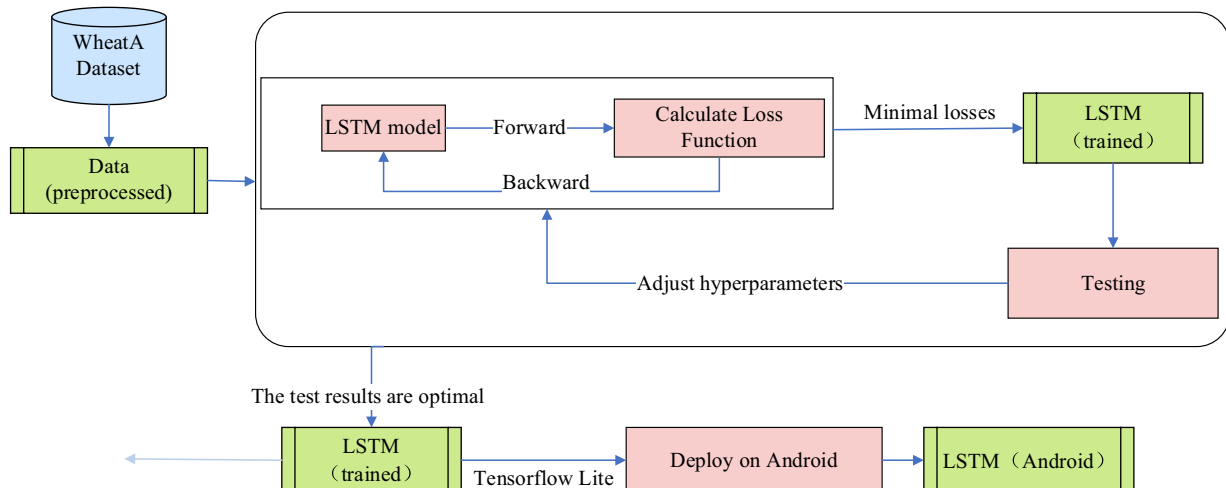 WheatA
Dataset
Data
(preprocessed)
LSTM model
Forward
Calculate Loss
Function
Backward
Minimal losses
LSTM
（trained）
Adjust hyperparameters
Testing
The test results are optimal
LSTM
（trained）
Tensorflow Lite
Deploy on Android
LSTM（Android）